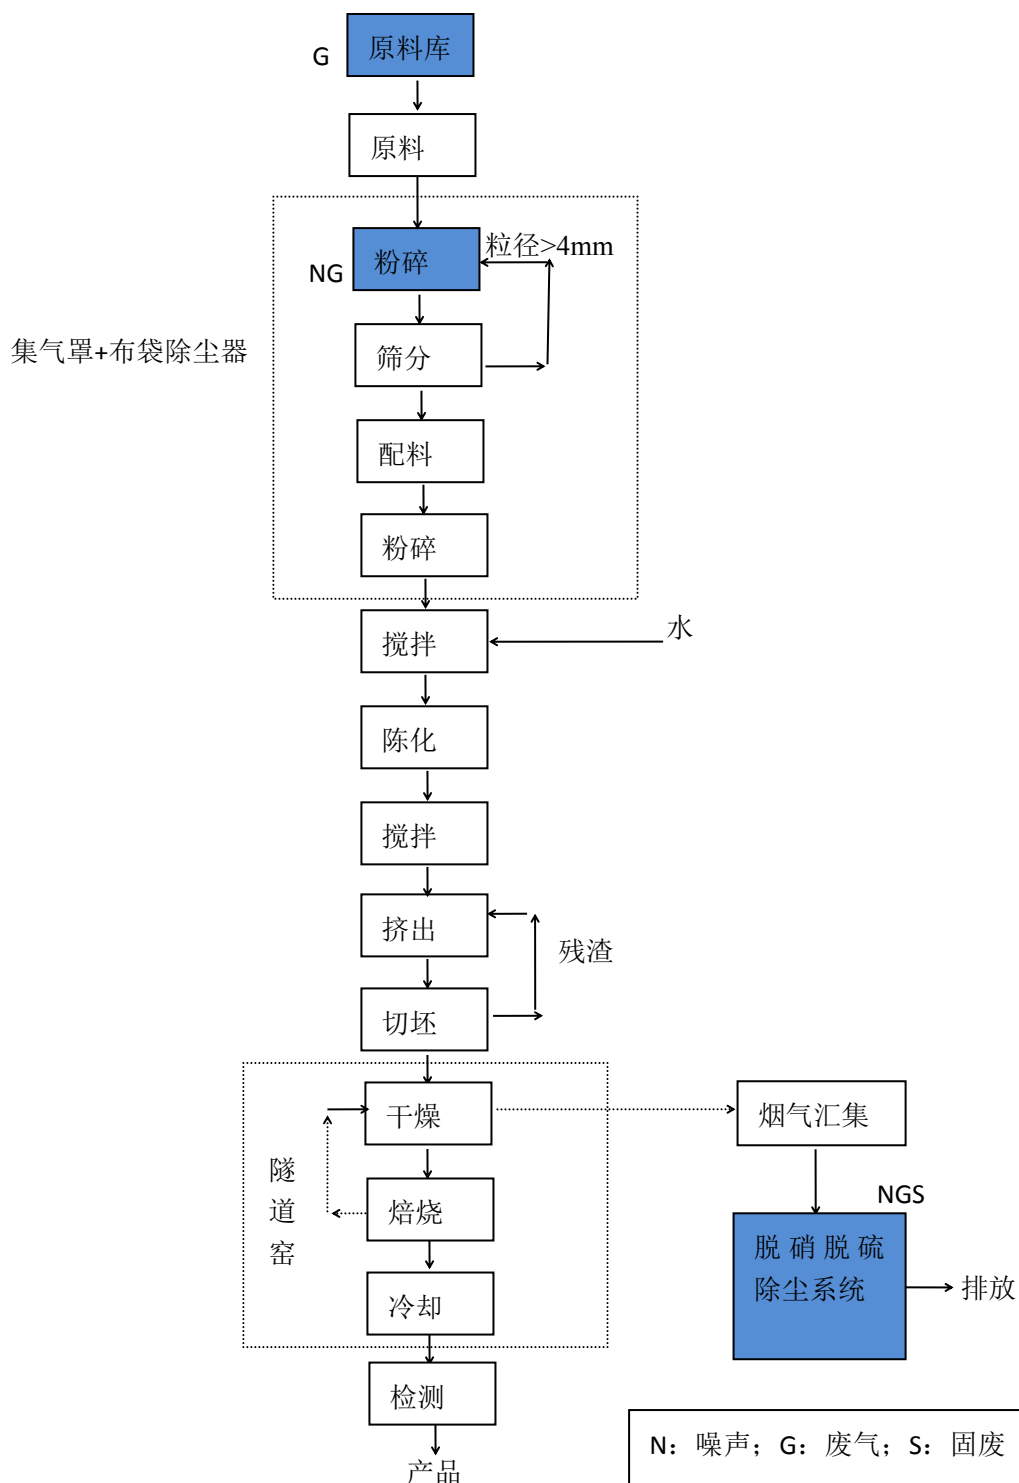 原料库
G
原料
粒径>4mm
粉碎
NG
集气罩+布袋除尘器
筛分
配料
粉碎
搅拌
水
陈化
搅拌
挤出
残渣
切坯
干燥
烟气汇集
隧
道
窑
焙烧
NGS
脱硝脱硫
除尘系统
排放
冷却
检测
产品
N：噪声；G：废气；S：固废